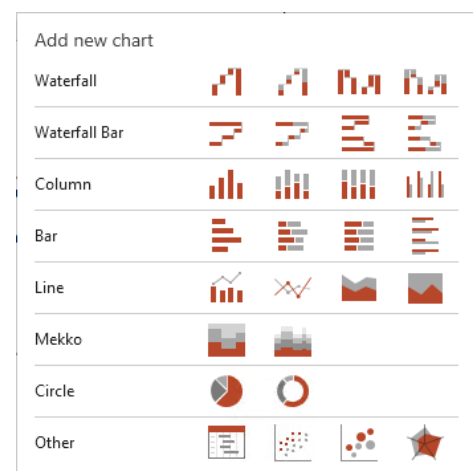 Add new chart
Waterfall
Waterfall Bar
Column
Bar
Line
Mekko
Circle
Other